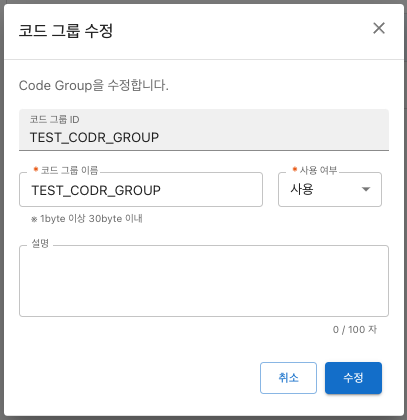 코드 그룹 수정
Code Group을 수정합니다.
코드 그룹 ID
TEST_CODR_GROUP
* 코드 그룹 이름
* 사용 여부
TEST_CODR_GROUP
사용
※ 1byte 이상 30byte 이내
설명
0 / 100 자
취소
수정